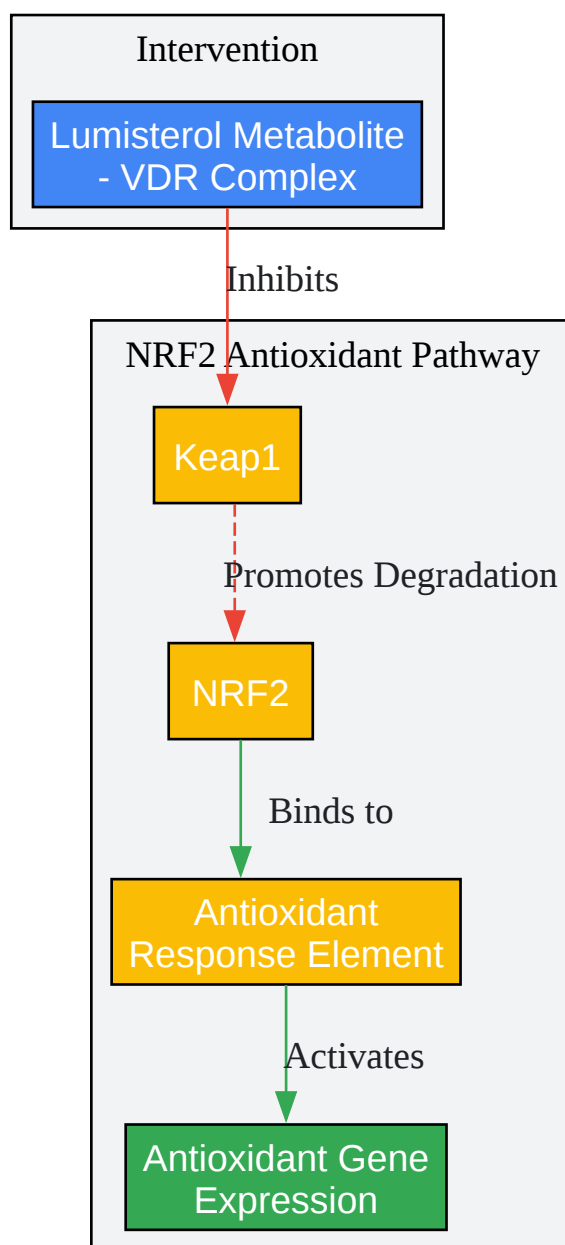 Intervention
Lumisterol Metabolite
- VDR Complex
Inhibits
NRF2 Antioxidant Pathway
Keap1
Promotes Degradation
NRF2
Binds to
Antioxidant
Response Element
Activates
Antioxidant Gene
Expression